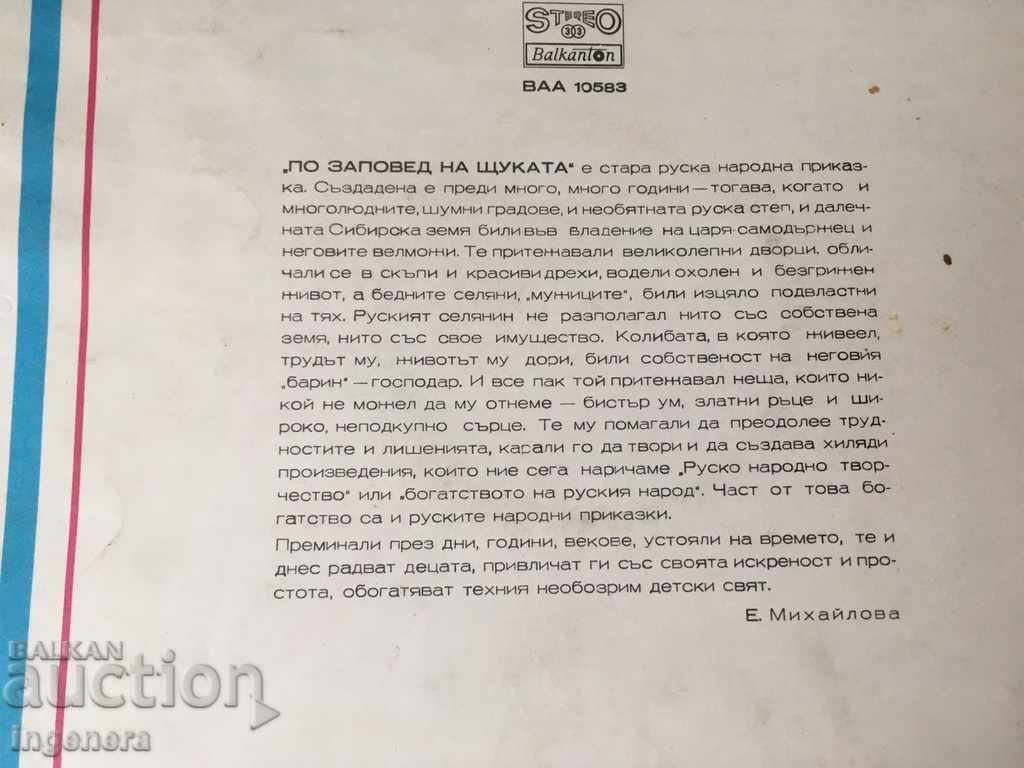 STEREO
303
Balkanton
ВАА 10583
„ПО ЗАПОВЕД НА ЩУКАТА“ е стара руска народна приказ-
ка. Създадена е преди много, много години — тогава, когато и
многолюдните, шумни градове, и необятната руска степ, и далеч-
ната Сибирска земя били във владение на царя-самодържец и
неговите велможи. Те притежавали великолепни дворци, обли-
чали се в скъпи и красиви дрехи, водели охолен и безгрижен
живот, а бедните селяни, „мужиците“, били изцяло подвластни
на тях. Руският селянин не разполагал нито със собствена
земя, нито със свое имущество. Колибата, в която живеел,
трудът му, животът му дори, били собственост на неговия
„барин“ — господар. И все пак той притежавал неща, които ни-
кой не можел да му отнеме — бистър ум, златни ръце и ши-
роко, неподкупно сърце. Те му помагали да преодолее труд-
ностите и лишенията, карали го да твори и да създава хиляди
произведения, които ние сега наричаме „Руско народно твор-
чество“ или „богатството на руския народ“. Част от това бо-
гатство са и руските народни приказки.
Преминали през дни, години, векове, устояли на времето, те и
днес радват децата, привличат ги със своята искреност и про-
стота, обогатяват техния необозрим детски свят.
Е. Михайлова
BALKAN
auction
ingenera